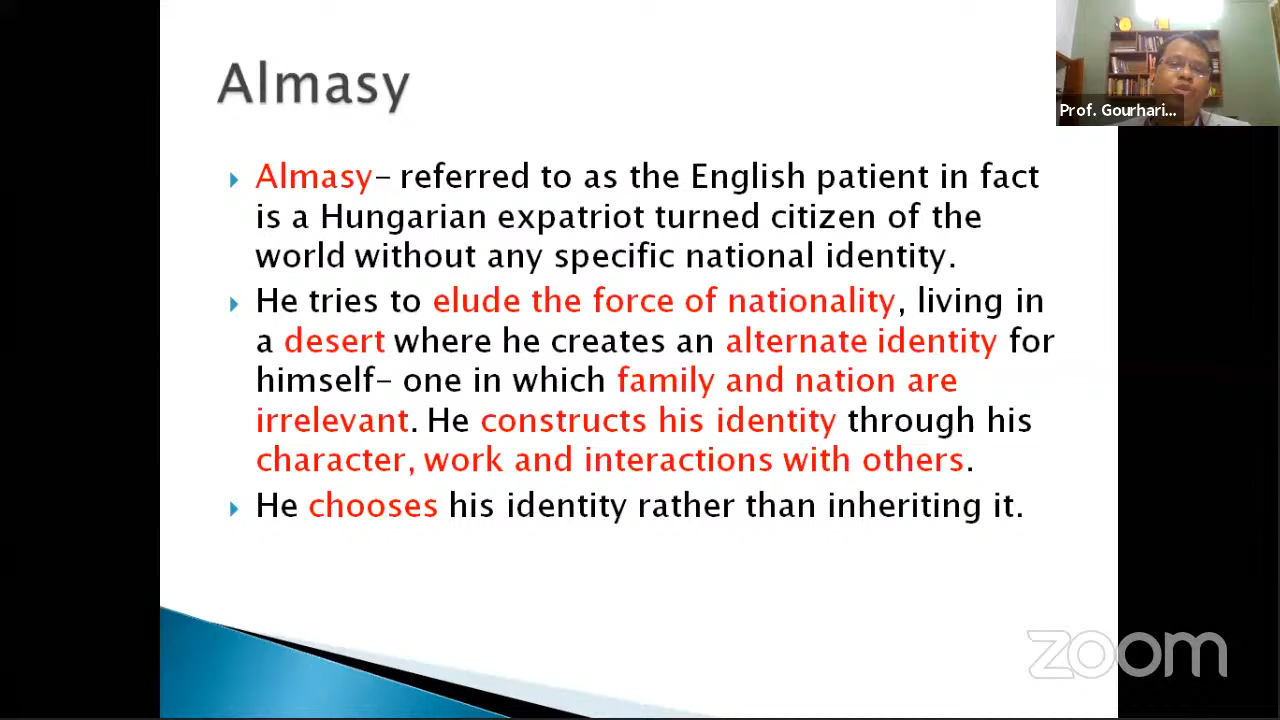 Almasy
Prof. Gourhari...
Almasy- referred to as the English patient in fact
is a Hungarian expatriot turned citizen of the
world without any specific national identity.
He tries to elude the force of nationality, living in
a desert where he creates an alternate identity for
himself- one in which family and nation are
irrelevant. He constructs his identity through his
character, work and interactions with others.
He chooses his identity rather than inheriting it.
zoom